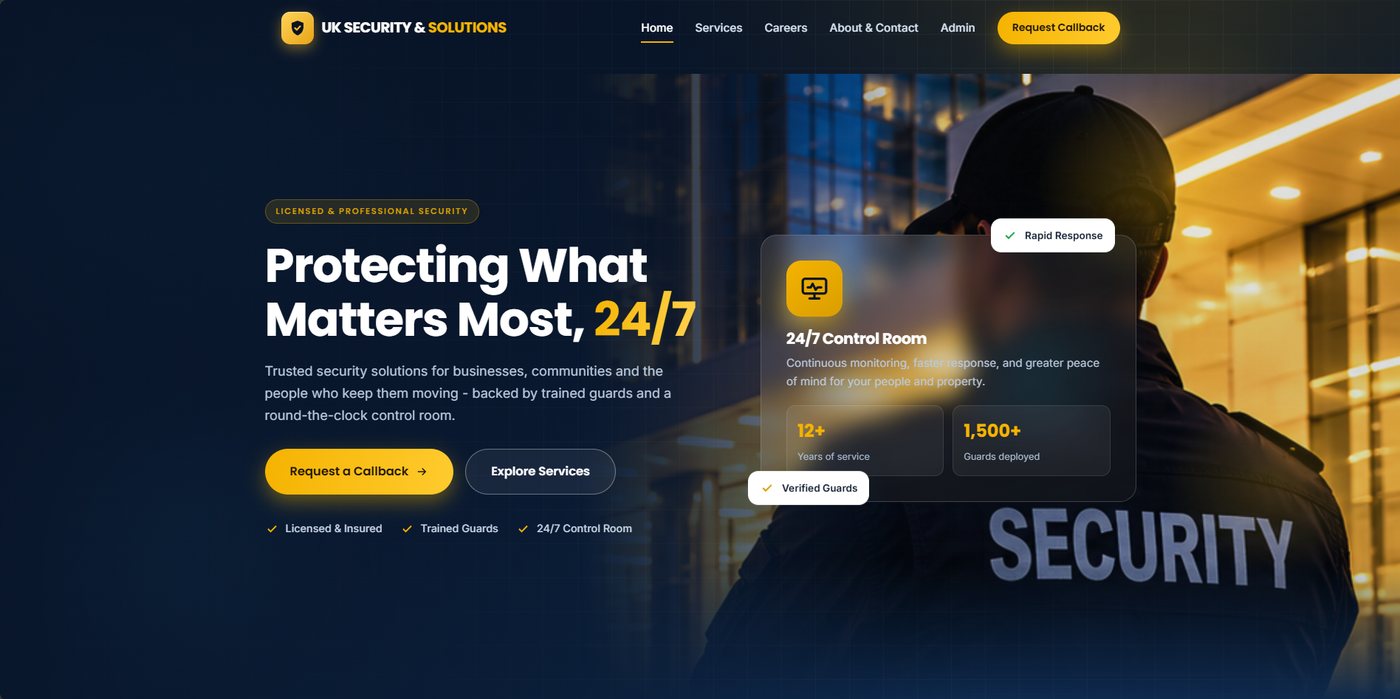 UK SECURITY & SOLUTIONS
Home
Services
Careers
About & Contact
Admin
Request Callback
LICENSED & PROFESSIONAL SECURITY
Protecting What
Matters Most, 24/7
Trusted security solutions for businesses, communities and the
people who keep them moving - backed by trained guards and a
round-the-clock control room.
Request a Callback →
Explore Services
Licensed & Insured
Trained Guards
24/7 Control Room
Rapid Response
24/7 Control Room
Continuous monitoring, faster response, and greater peace
of mind for your people and property.
12+
Years of service
1,500+
Guards deployed
Verified Guards
SECURITY